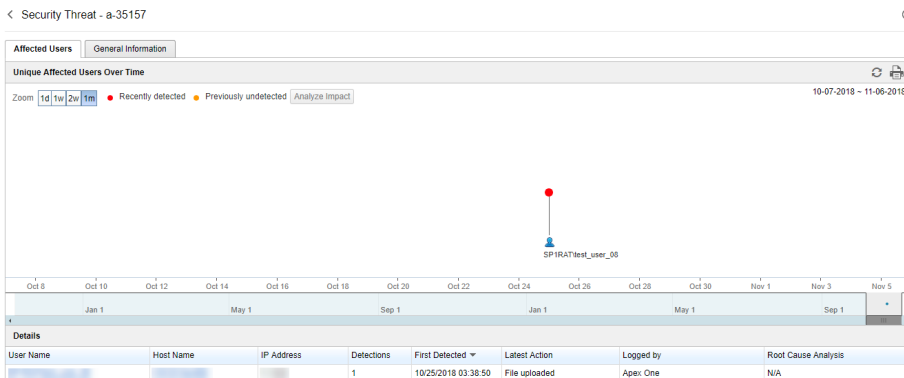 Security Threat - a-35157
Affected Users General Information
Unique Affected Users Over Time
Zoom 1d 1w 2w 1m Recently detected Previously undetected Analyze Impact 10-07-2018 ~ 11-06-2018
SP1RAT\test_user_08
Oct 8 Oct 10 Oct 12 Oct 14 Oct 16 Oct 18 Oct 20 Oct 22 Oct 24 Oct 26 Oct 28 Oct 30 Nov 1 Nov 3 Nov 5
Jan 1 May 1 Sep 1 Jan 1 May 1 Sep 1
Details
User Name Host Name IP Address Detections First Detected Latest Action Logged by Root Cause Analysis
1 10/25/2018 03:38:50 File uploaded Apex One N/A